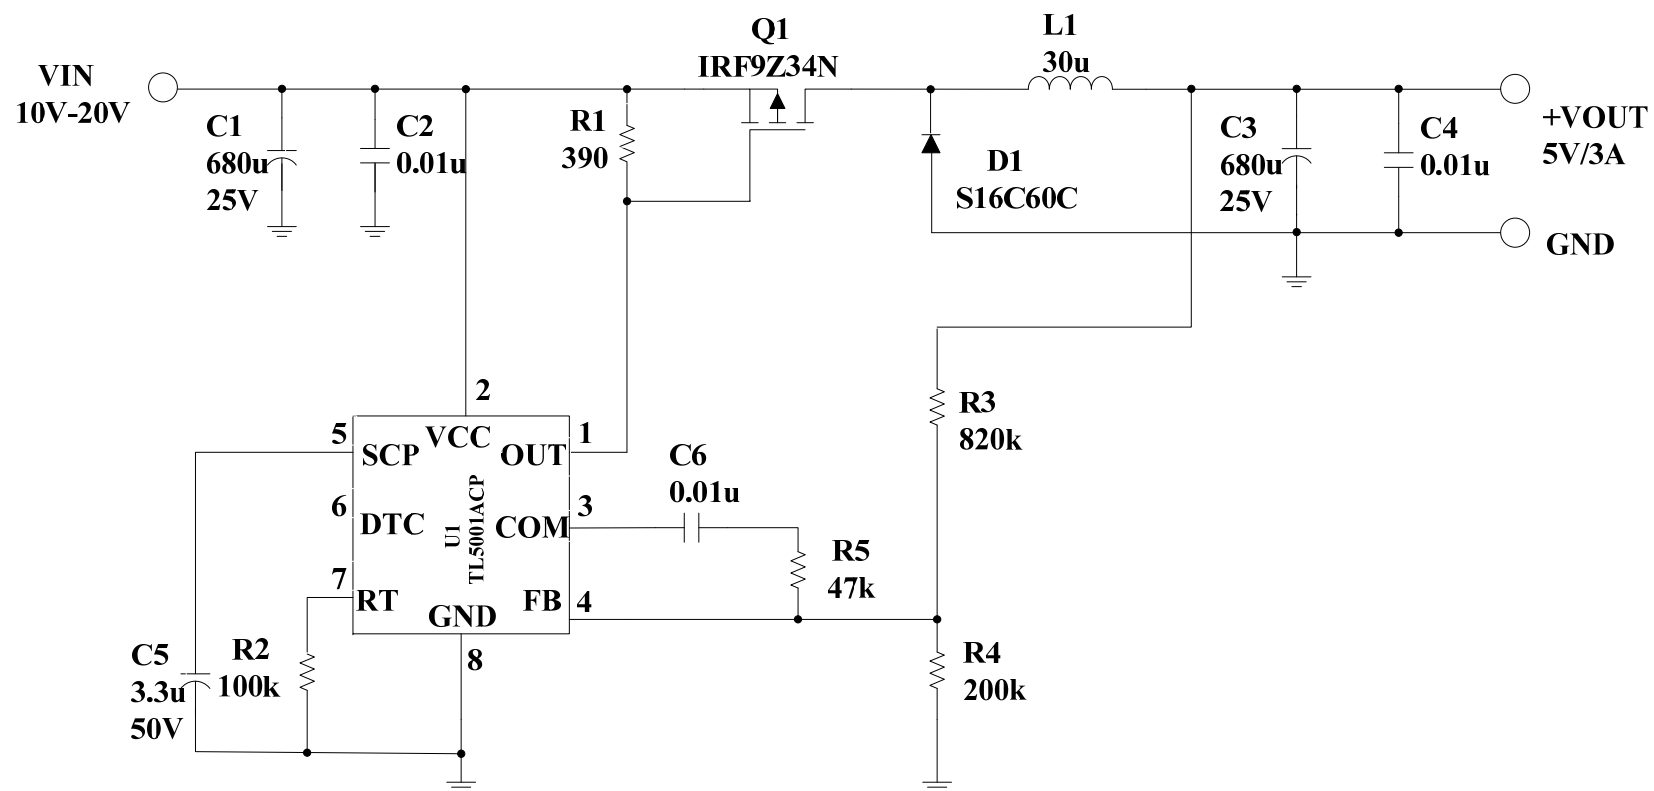 Q1
IRF9Z34N
L1
30u
VIN
10V-20V
C1
680u
25V
C2
0.01u
R1
390
D1
S16C60C
C3
680u
25V
C4
0.01u
+VOUT
5V/3A
GND
2
5
SCP
VCC
OUT
1
6
DTC
U1
TL5001ACP
COM
3
7
RT
GND
FB
4
8
C6
0.01u
R5
47k
R3
820k
R4
200k
C5
3.3u
50V
R2
100k